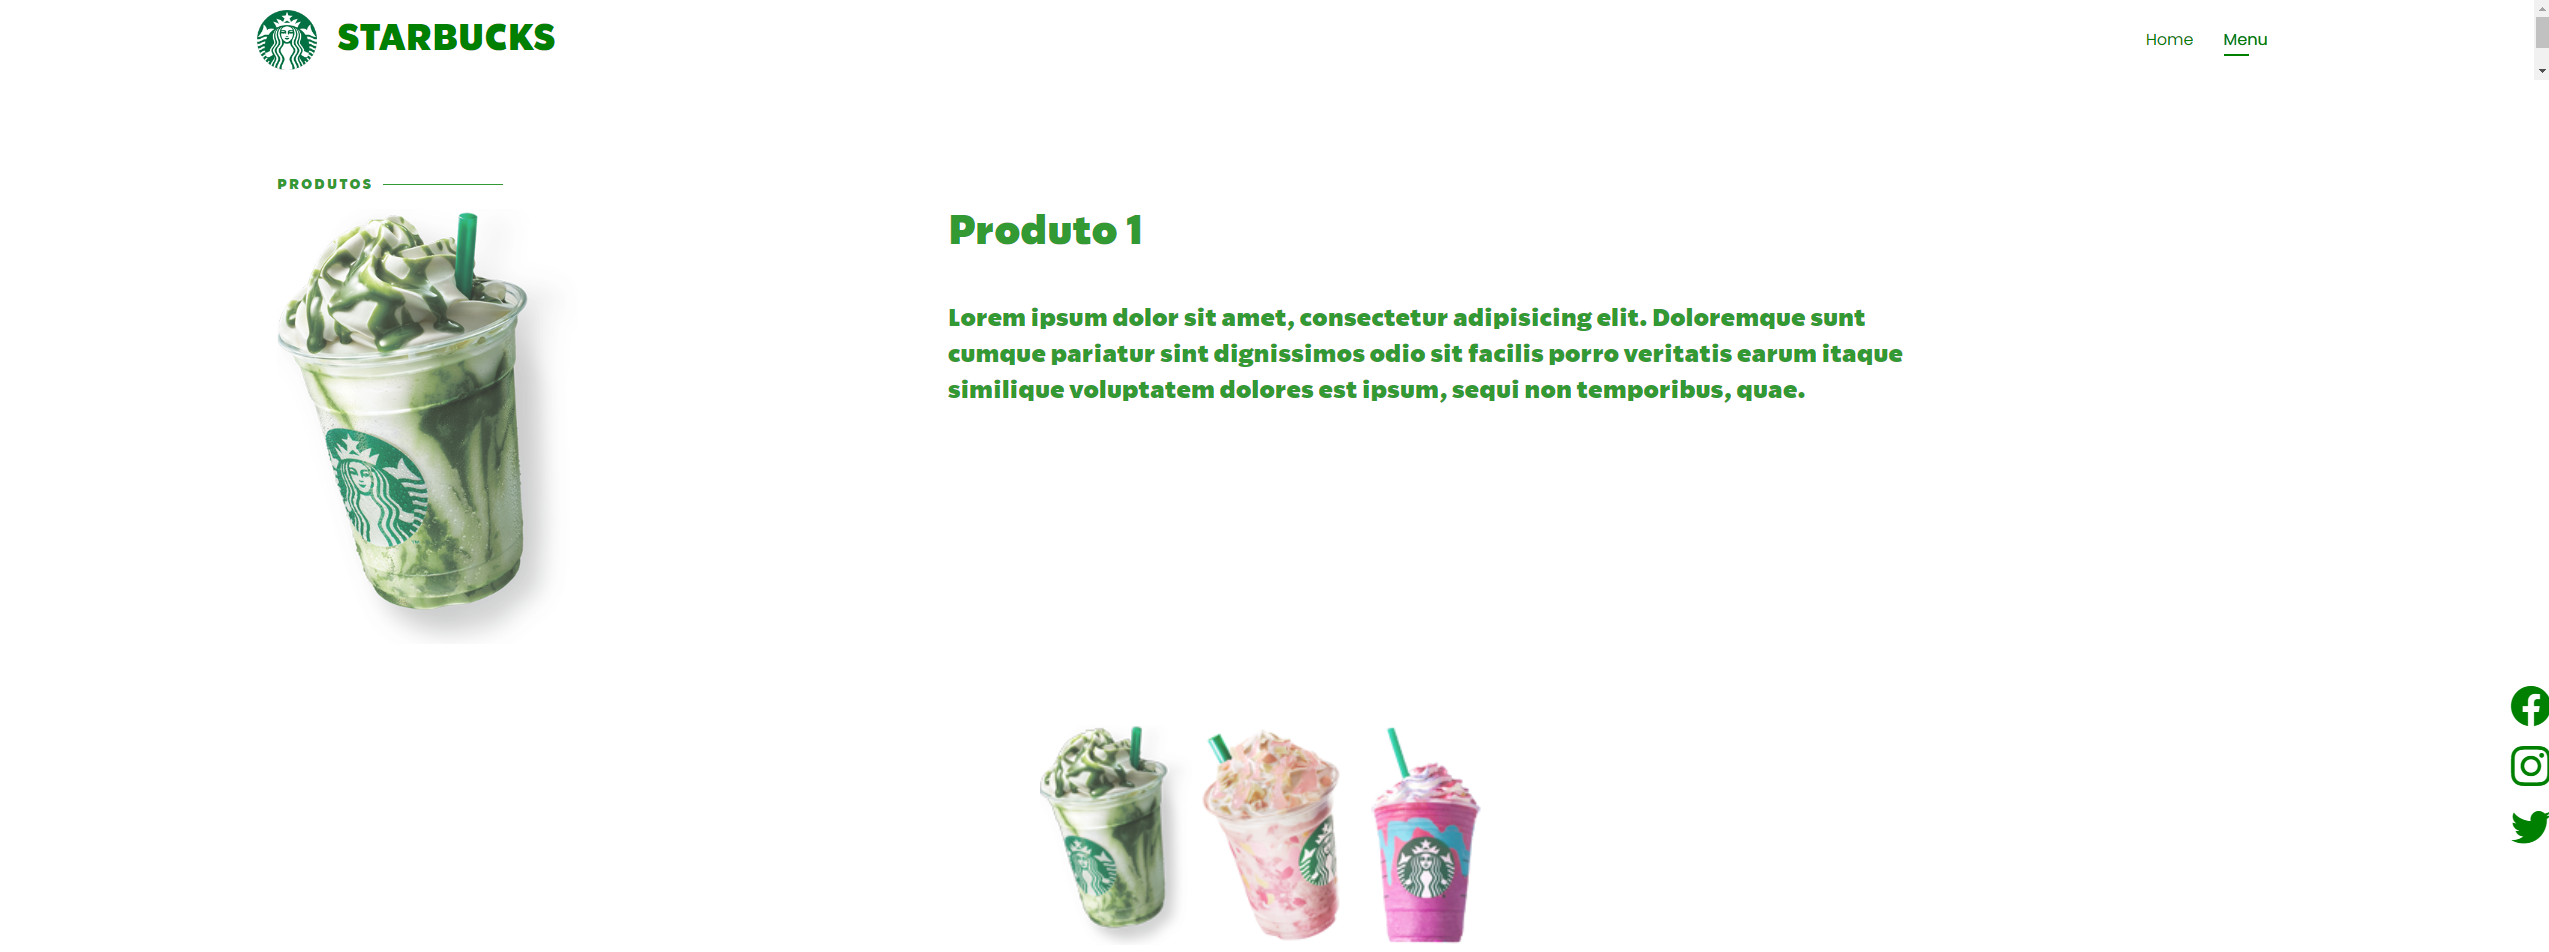 STARBUCKS
Home
Menu
PRODUTOS
Produto 1
Lorem ipsum dolor sit amet, consectetur adipisicing elit. Doloremque sunt
cumque pariatur sint dignissimos odio sit facilis porro veritatis earum itaque
similique voluptatem dolores est ipsum, sequi non temporibus, quae.